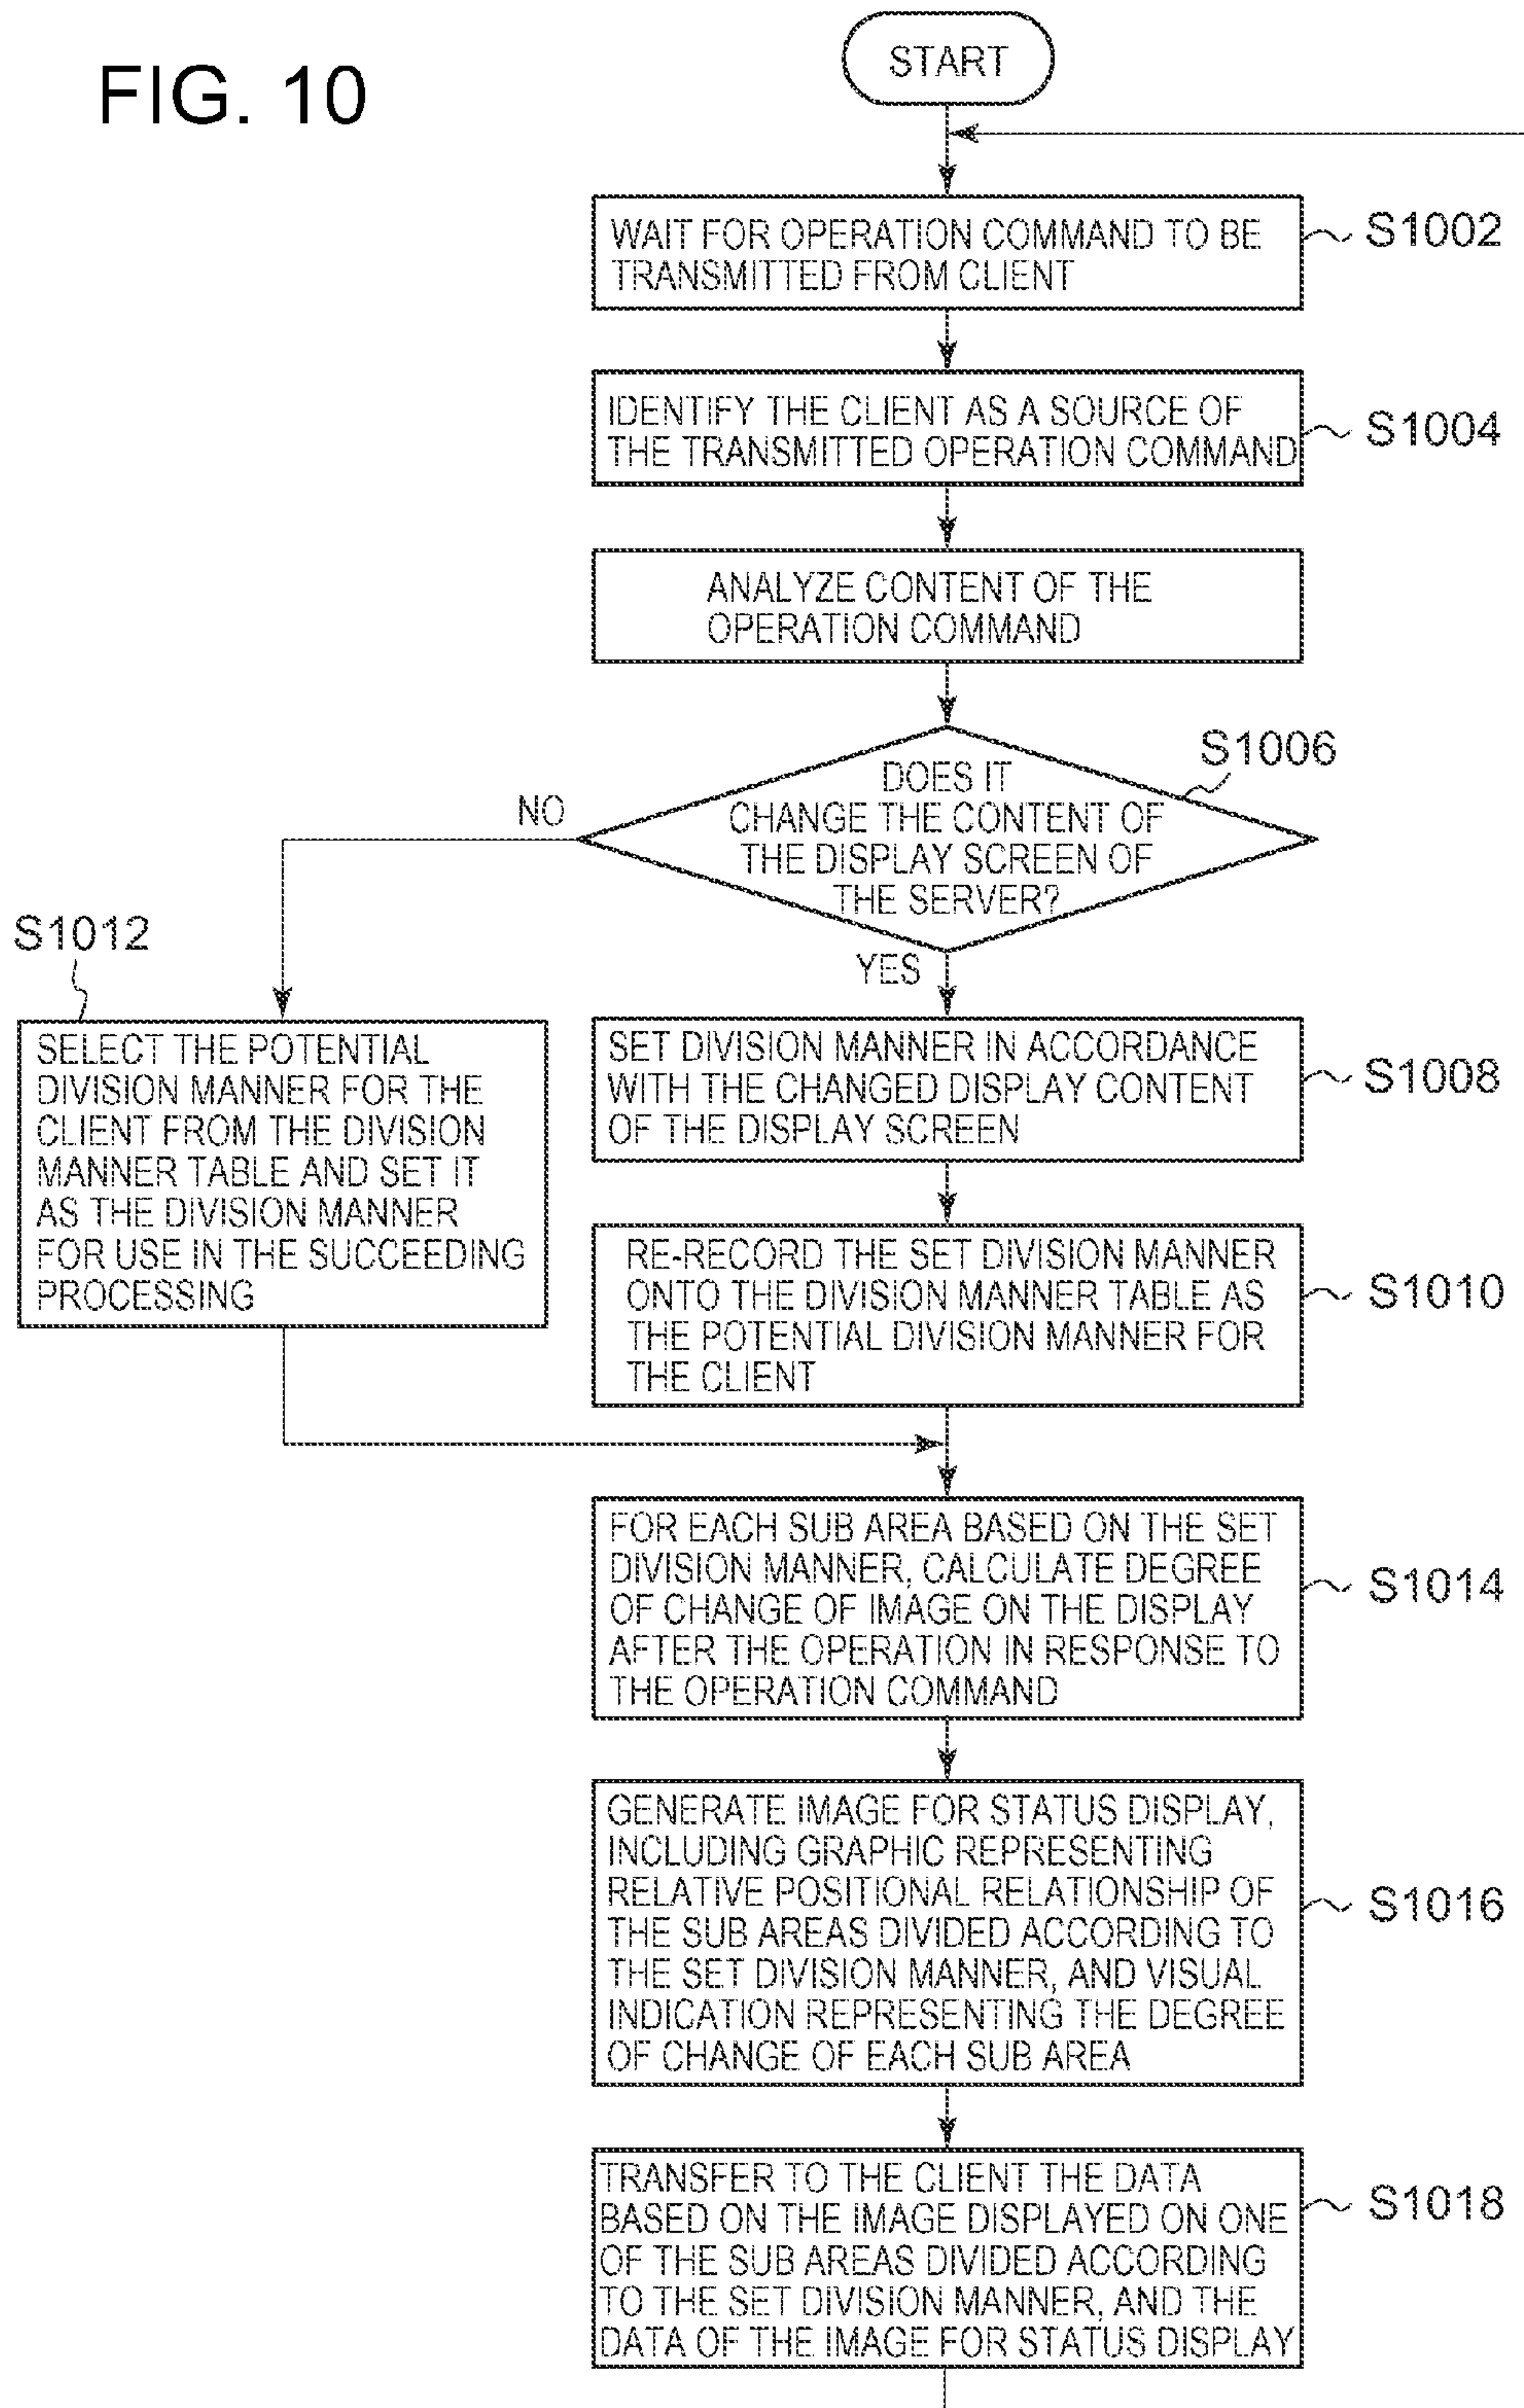 FIG. 10
START
WAIT FOR OPERATION COMMAND TO BE
TRANSMITTED FROM CLIENT
S1002
IDENTIFY THE CLIENT AS A SOURCE OF
THE TRANSMITTED OPERATION COMMAND
S1004
ANALYZE CONTENT OF THE
OPERATION COMMAND
S1006
DOES IT
CHANGE THE CONTENT OF
THE DISPLAY SCREEN OF
THE SERVER?
NO
YES
S1012
SELECT THE POTENTIAL
DIVISION MANNER FOR THE
CLIENT FROM THE DIVISION
MANNER TABLE AND SET IT
AS THE DIVISION MANNER
FOR USE IN THE SUCCEEDING
PROCESSING
SET DIVISION MANNER IN ACCORDANCE
WITH THE CHANGED DISPLAY CONTENT
OF THE DISPLAY SCREEN
S1008
RE-RECORD THE SET DIVISION MANNER
ONTO THE DIVISION MANNER TABLE AS
THE POTENTIAL DIVISION MANNER FOR
THE CLIENT
S1010
FOR EACH SUB AREA BASED ON THE SET
DIVISION MANNER, CALCULATE DEGREE
OF CHANGE OF IMAGE ON THE DISPLAY
AFTER THE OPERATION IN RESPONSE TO
THE OPERATION COMMAND
S1014
GENERATE IMAGE FOR STATUS DISPLAY,
INCLUDING GRAPHIC REPRESENTING
RELATIVE POSITIONAL RELATIONSHIP OF
THE SUB AREAS DIVIDED ACCORDING TO
THE SET DIVISION MANNER, AND VISUAL
INDICATION REPRESENTING THE DEGREE
OF CHANGE OF EACH SUB AREA
S1016
TRANSFER TO THE CLIENT THE DATA
BASED ON THE IMAGE DISPLAYED ON ONE
OF THE SUB AREAS DIVIDED ACCORDING
TO THE SET DIVISION MANNER, AND THE
DATA OF THE IMAGE FOR STATUS DISPLAY
S1018